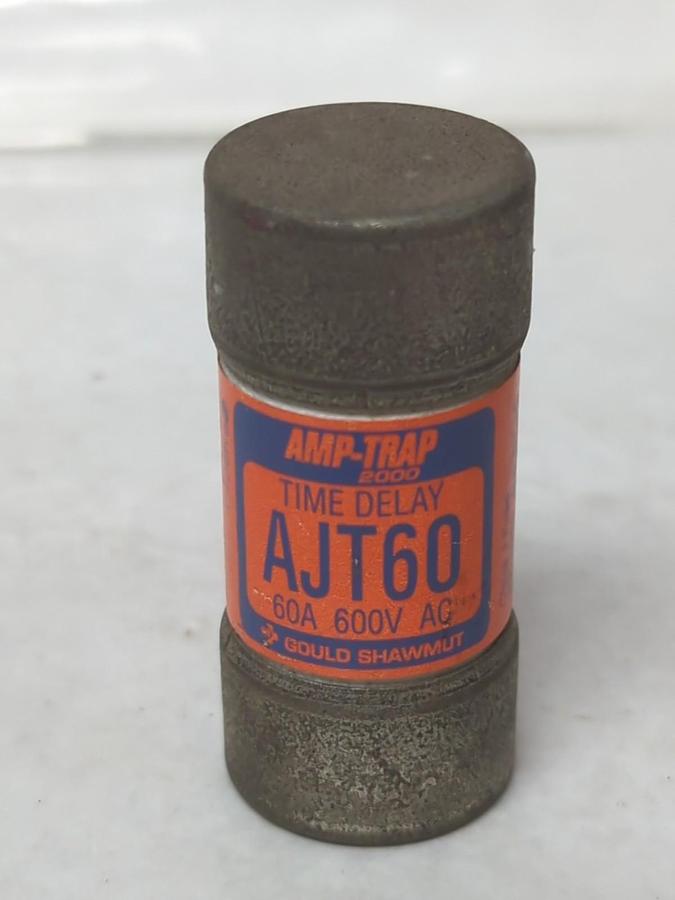 AMP-TRAP
2000
TIME DELAY
AJT60
60A 600V AC
GOULD SHAWMUT